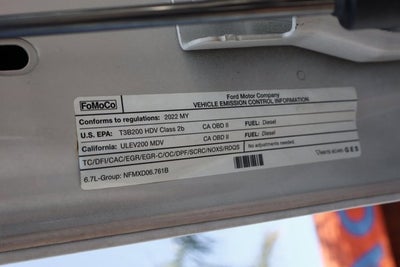 FoMoCo
Ford Motor Company
VEHICLE EMISSION CONTROL INFORMATION
Conforms to regulations: 2022 MY
U.S. EPA: T3B200 HDV Class 2b CA OBD II FUEL: Diesel
California: ULEV200 MDV CA OBD II FUEL: Diesel
TC/DFI/CAC/EGR/EGR-C/OC/DPF/SCRC/NOXS/RDQS No adjustments needed.
6.7L-Group: NFMXD06.761B